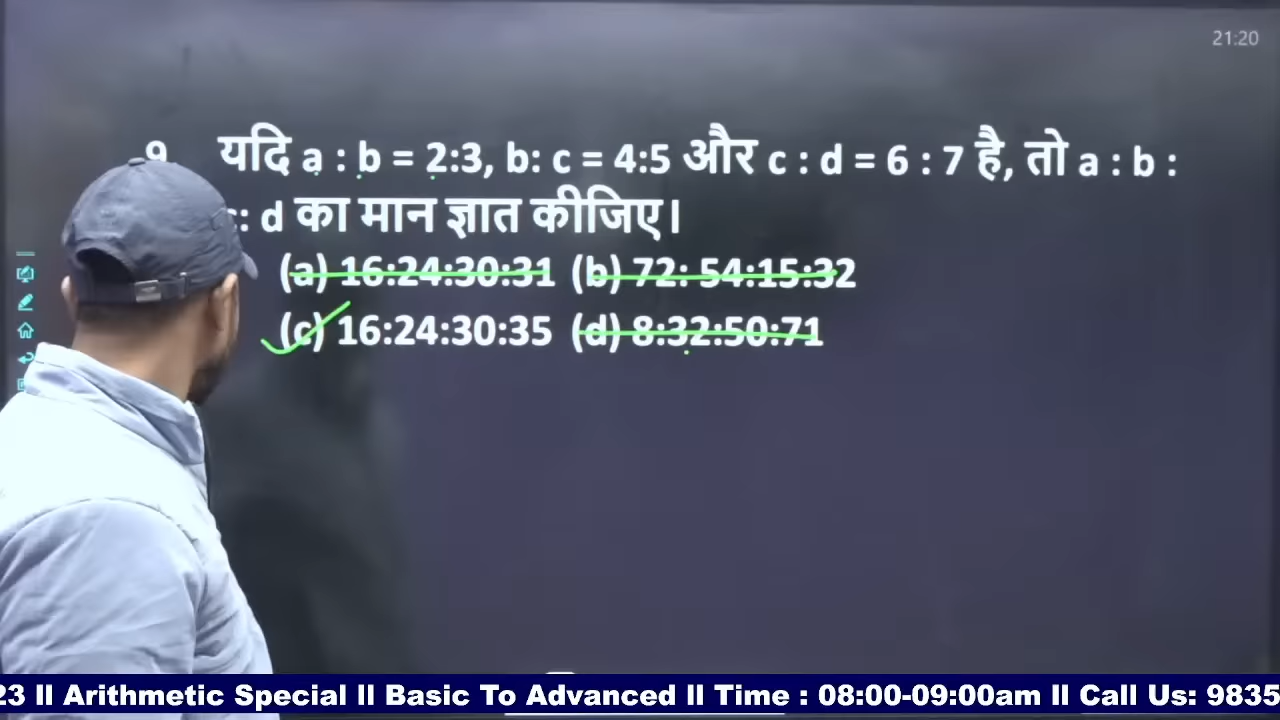 21:20
9. यदि a : b = 2:3, b: c = 4:5 और c : d = 6 : 7 है, तो a : b :
c: d का मान ज्ञात कीजिए।
(a) 16:24:30:31 (b) 72: 54:15:32
(c) 16:24:30:35 (d) 8:32:50:71
23 II Arithmetic Special II Basic To Advanced II Time : 08:00-09:00am II Call Us: 9835